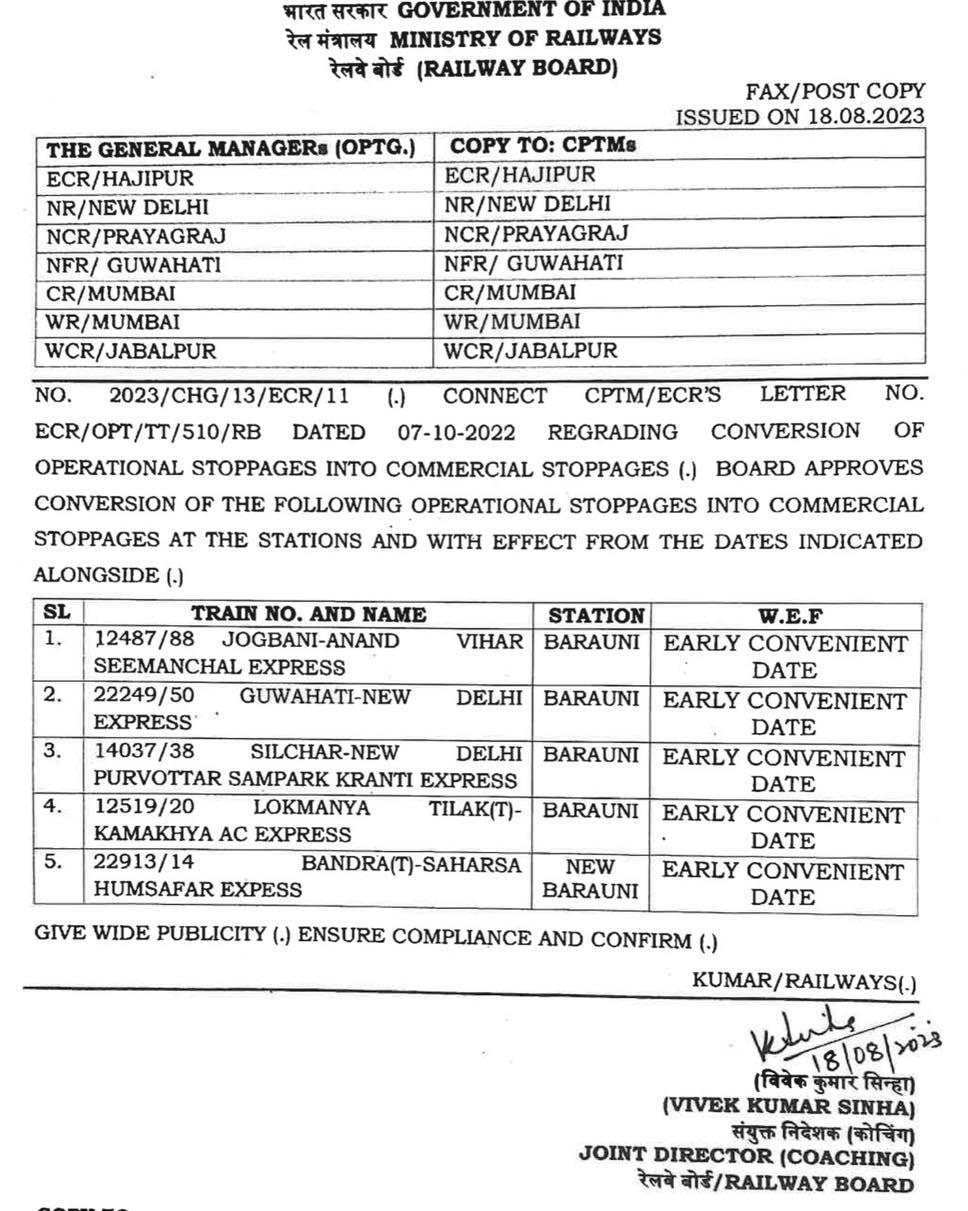 भारत सरकार GOVERNMENT OF INDIA
रेल मंत्रालय MINISTRY OF RAILWAYS
रेलवे बोर्ड (RAILWAY BOARD)
FAX/POST COPY
ISSUED ON 18.08.2023
THE GENERAL MANAGERs (OPTG.) COPY TO: CPTMs
ECR/HAJIPUR ECR/HAJIPUR
NR/NEW DELHI NR/NEW DELHI
NCR/PRAYAGRAJ NCR/PRAYAGRAJ
NFR/ GUWAHATI NFR/ GUWAHATI
CR/MUMBAI CR/MUMBAI
WR/MUMBAI WR/MUMBAI
WCR/JABALPUR WCR/JABALPUR
NO. 2023/CHG/13/ECR/11 (.) CONNECT CPTM/ECR'S LETTER NO.
ECR/OPT/TT/510/RB DATED 07-10-2022 REGRADING CONVERSION OF
OPERATIONAL STOPPAGES INTO COMMERCIAL STOPPAGES (.) BOARD APPROVES
CONVERSION OF THE FOLLOWING OPERATIONAL STOPPAGES INTO COMMERCIAL
STOPPAGES AT THE STATIONS AND WITH EFFECT FROM THE DATES INDICATED
ALONGSIDE (.)
SL TRAIN NO. AND NAME STATION W.E.F
1. 12487/88 JOGBANI-ANAND VIHAR BARAUNI EARLY CONVENIENT
SEEMANCHAL EXPRESS DATE
2. 22249/50 GUWAHATI-NEW DELHI BARAUNI EARLY CONVENIENT
EXPRESS DATE
3. 14037/38 SILCHAR-NEW DELHI BARAUNI EARLY CONVENIENT
PURVOTTAR SAMPARK KRANTI EXPRESS DATE
4. 12519/20 LOKMANYA TILAK(T)- BARAUNI EARLY CONVENIENT
KAMAKHYA AC EXPRESS DATE
5. 22913/14 BANDRA(T)-SAHARSA NEW EARLY CONVENIENT
HUMSAFAR EXPESS BARAUNI DATE
GIVE WIDE PUBLICITY (.) ENSURE COMPLIANCE AND CONFIRM (.)
KUMAR/RAILWAYS(.)
18/08/2023
(विवेक कुमार सिन्हा)
(VIVEK KUMAR SINHA)
संयुक्त निदेशक (कोचिंग)
JOINT DIRECTOR (COACHING)
रेलवे बोर्ड/RAILWAY BOARD